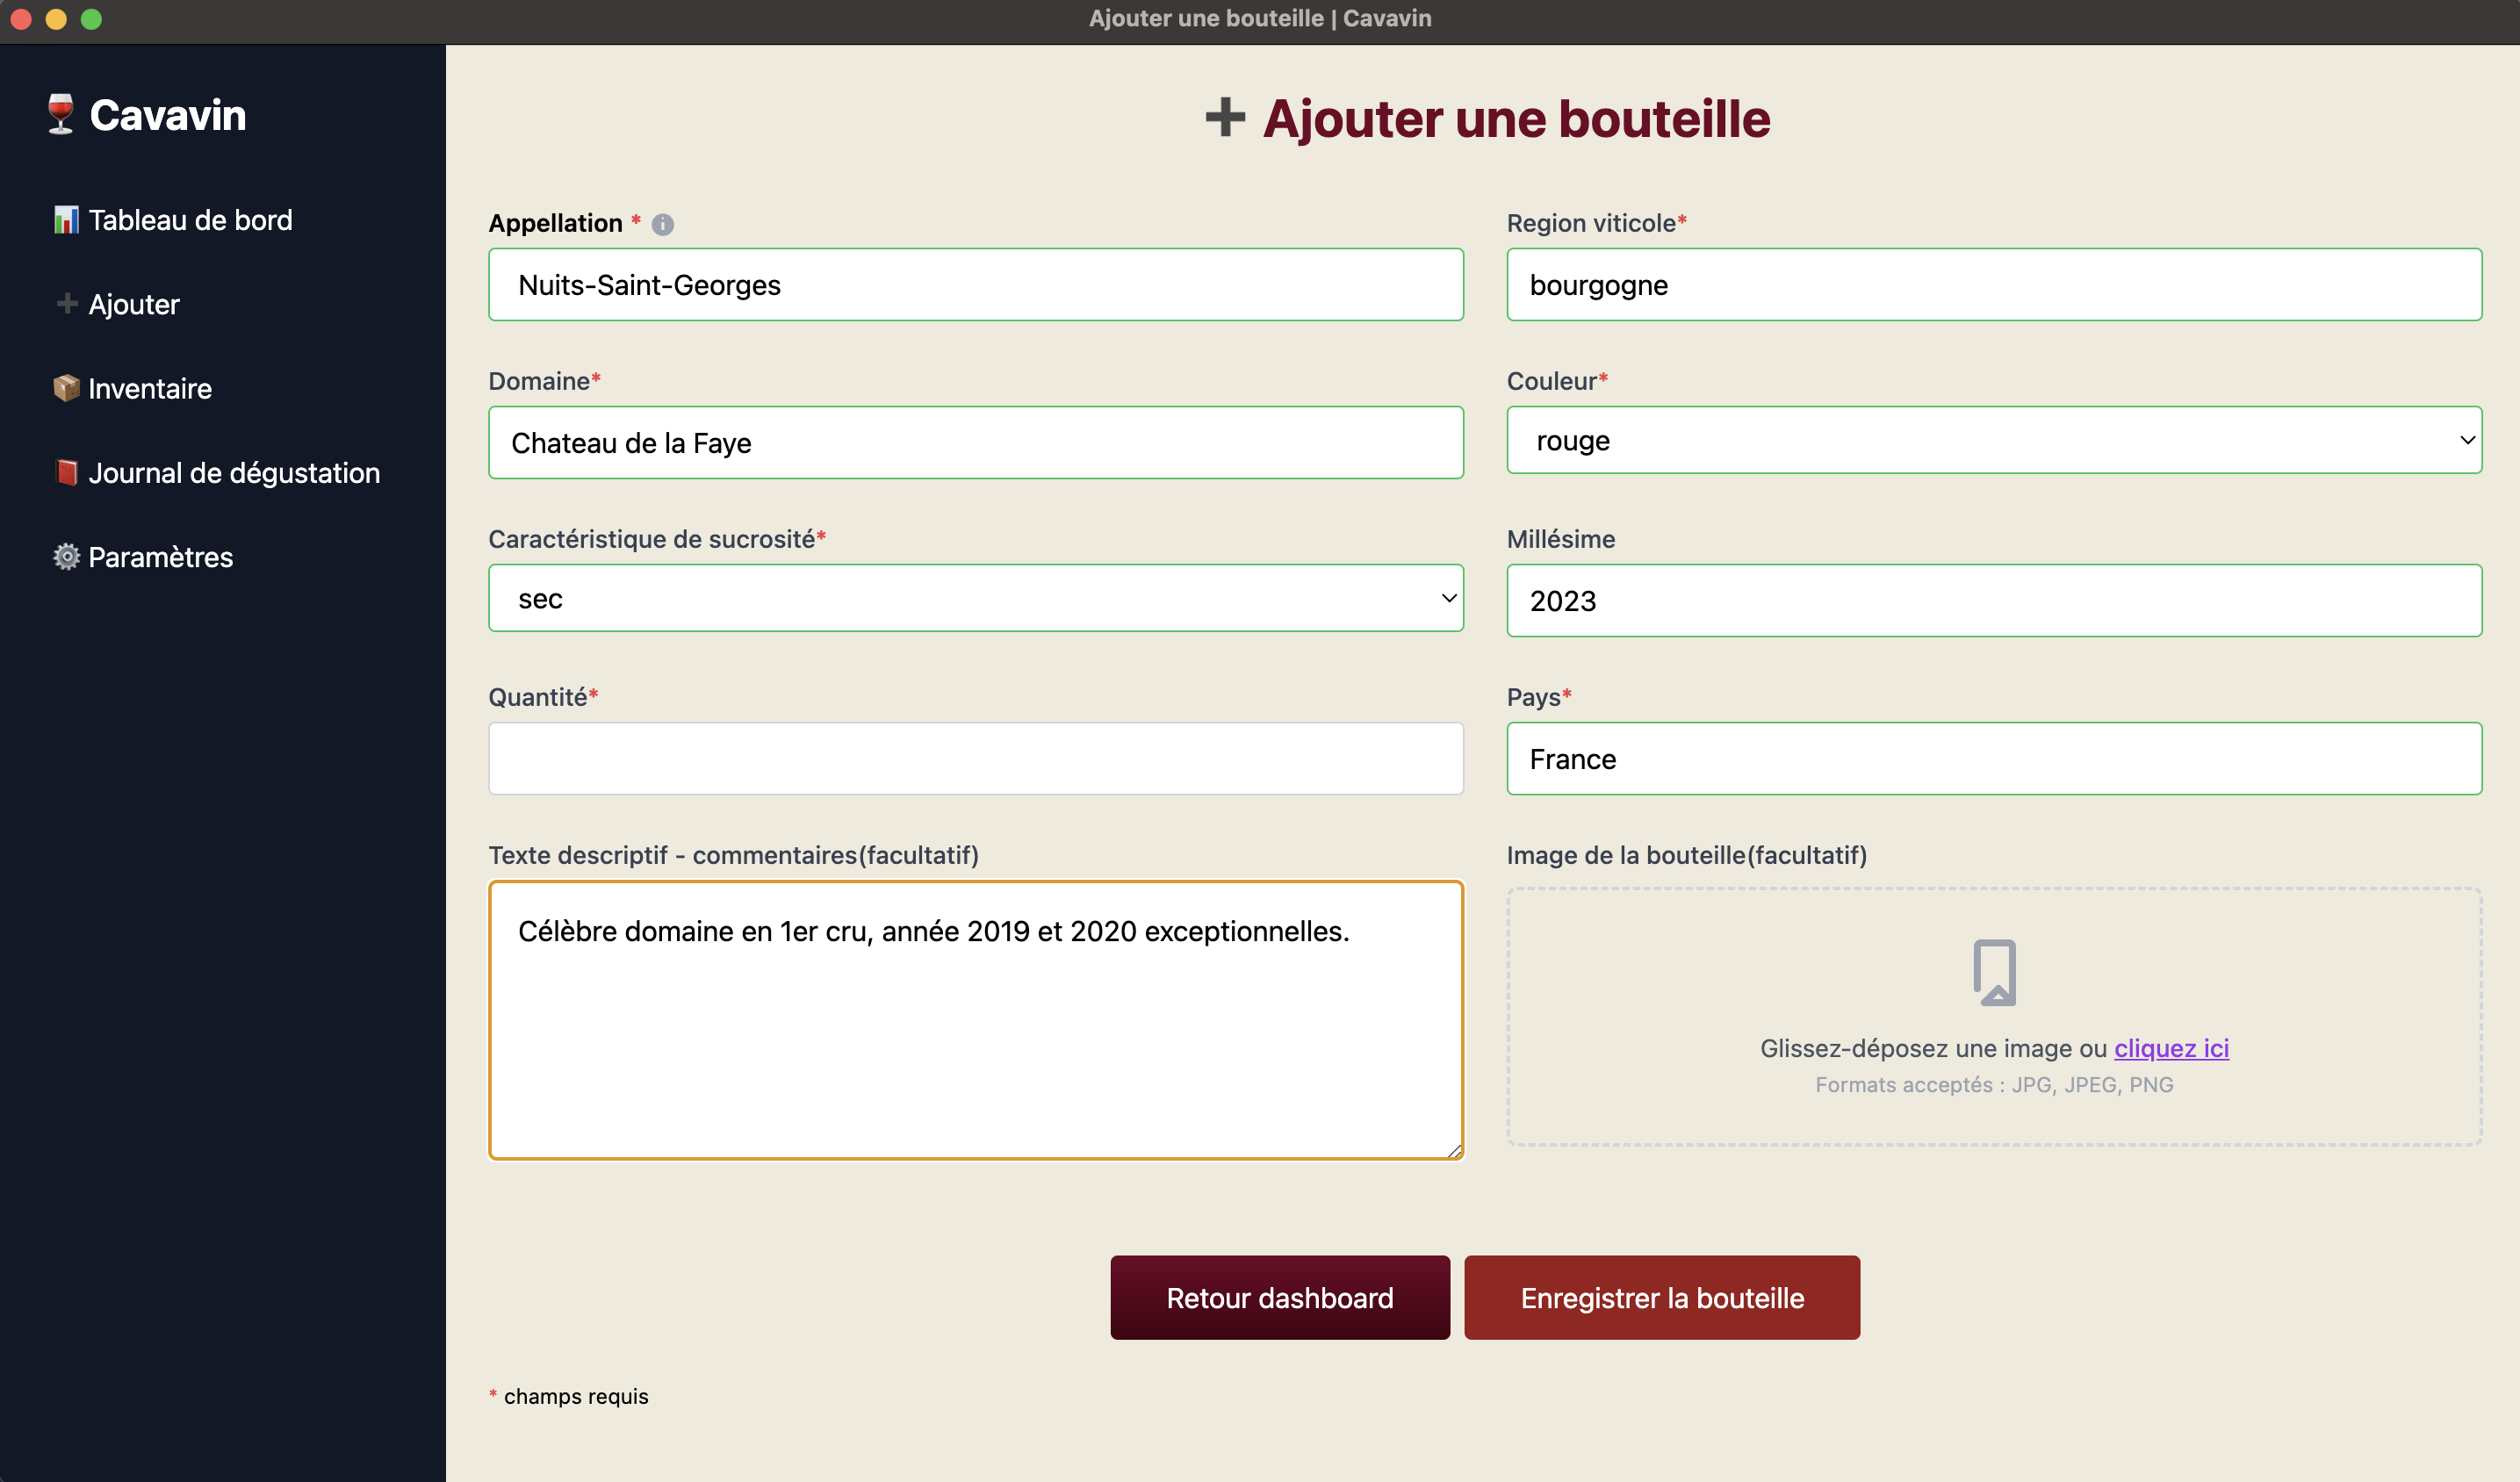 Ajouter une bouteille | Cavavin
Cavavin
Tableau de bord
Ajouter
Inventaire
Journal de dégustation
Paramètres
Ajouter une bouteille
Appellation *
Nuits-Saint-Georges
Region viticole*
bourgogne
Domaine*
Chateau de la Faye
Couleur*
rouge
Caractéristique de sucrosité*
sec
Millésime
2023
Quantité*
Pays*
France
Texte descriptif - commentaires(facultatif)
Célèbre domaine en 1er cru, année 2019 et 2020 exceptionnelles.
Image de la bouteille(facultatif)
Glissez-déposez une image ou cliquez ici
Formats acceptés : JPG, JPEG, PNG
Retour dashboard
Enregistrer la bouteille
* champs requis